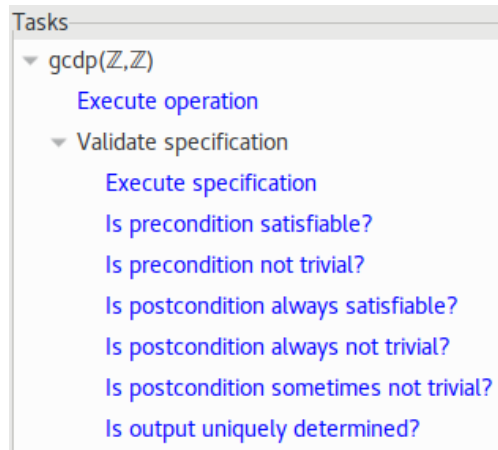 Tasks
gcdp(ℤ,ℤ)
Execute operation
Validate specification
Execute specification
Is precondition satisfiable?
Is precondition not trivial?
Is postcondition always satisfiable?
Is postcondition always not trivial?
Is postcondition sometimes not trivial?
Is output uniquely determined?